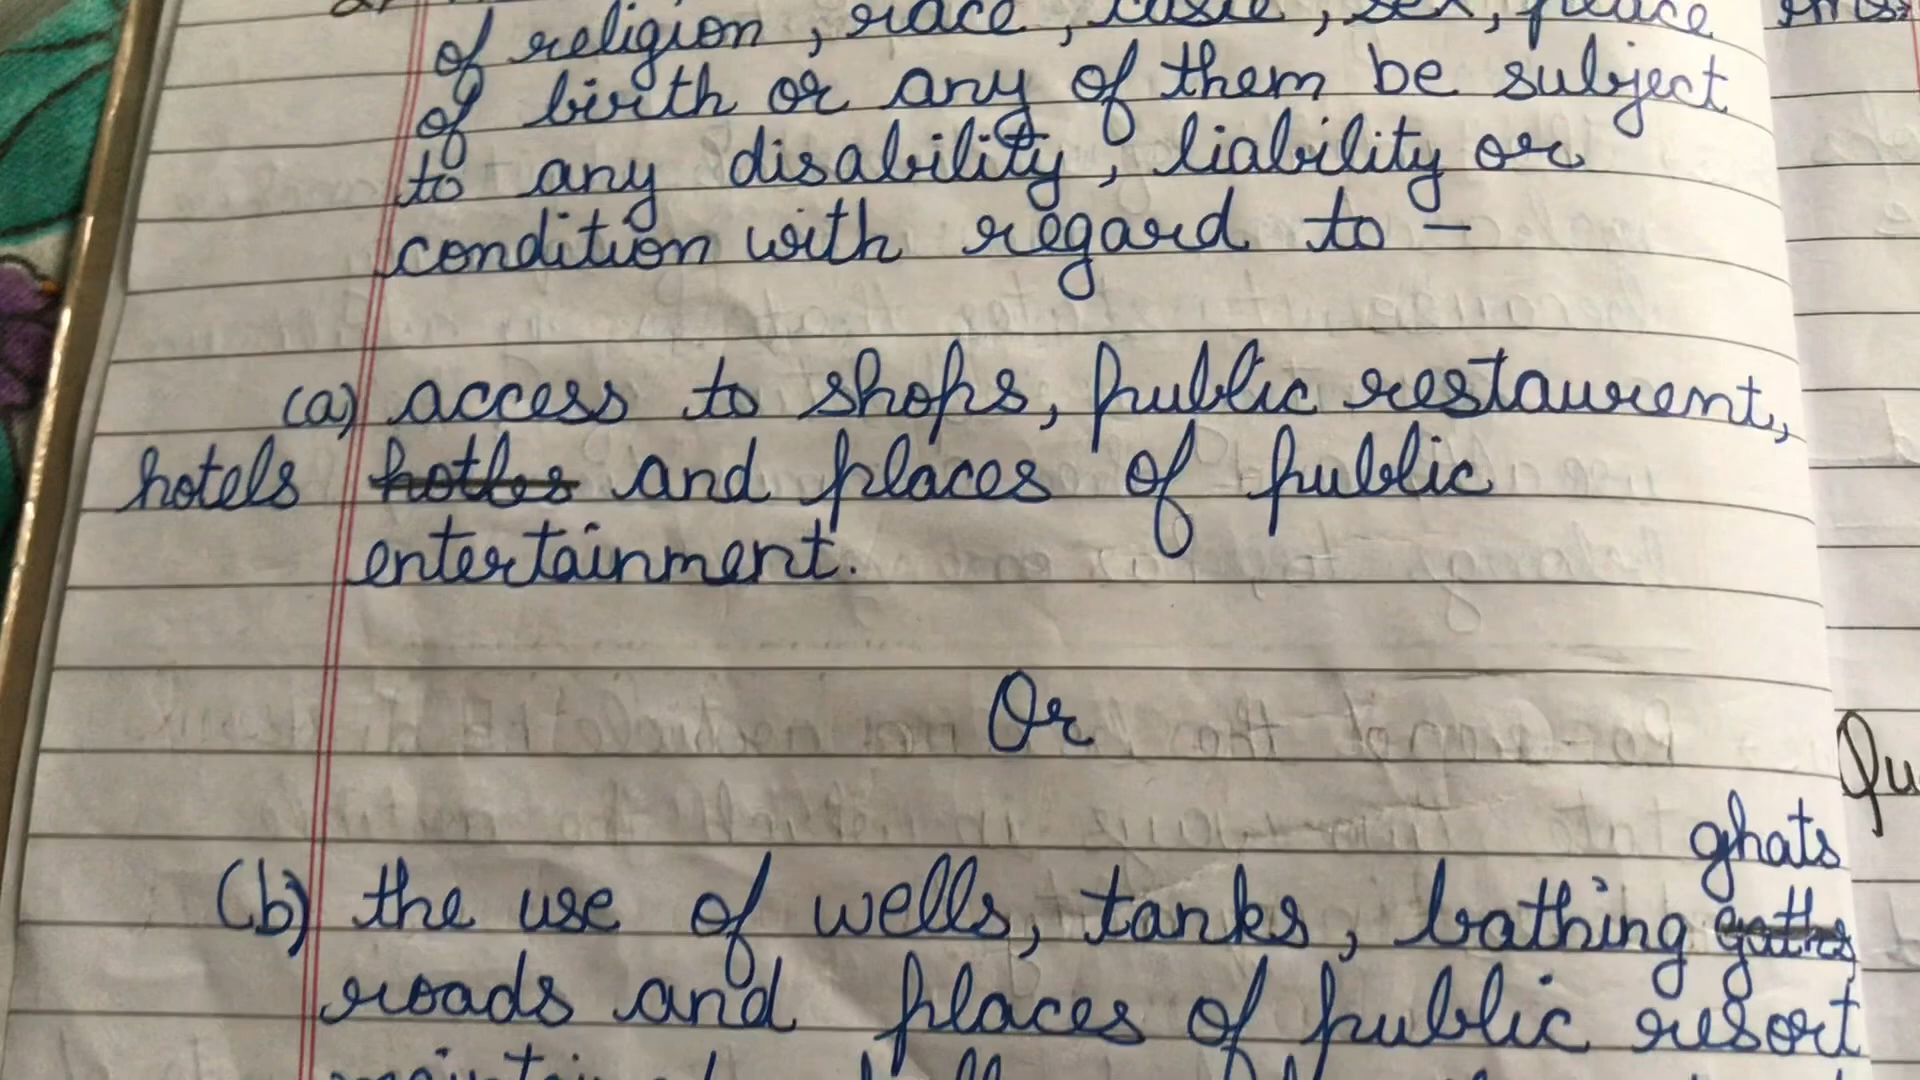 of religion, race, caste, sex, place
of birth or any of them be subject
to any disability, liability or
condition with regard to -
(a) access to shops, public restaurent,
hotels hotles and places of public
entertainment.
Or
Qu
ghats
(b) the use of wells, tanks, bathing gaths
roads and places of public resort